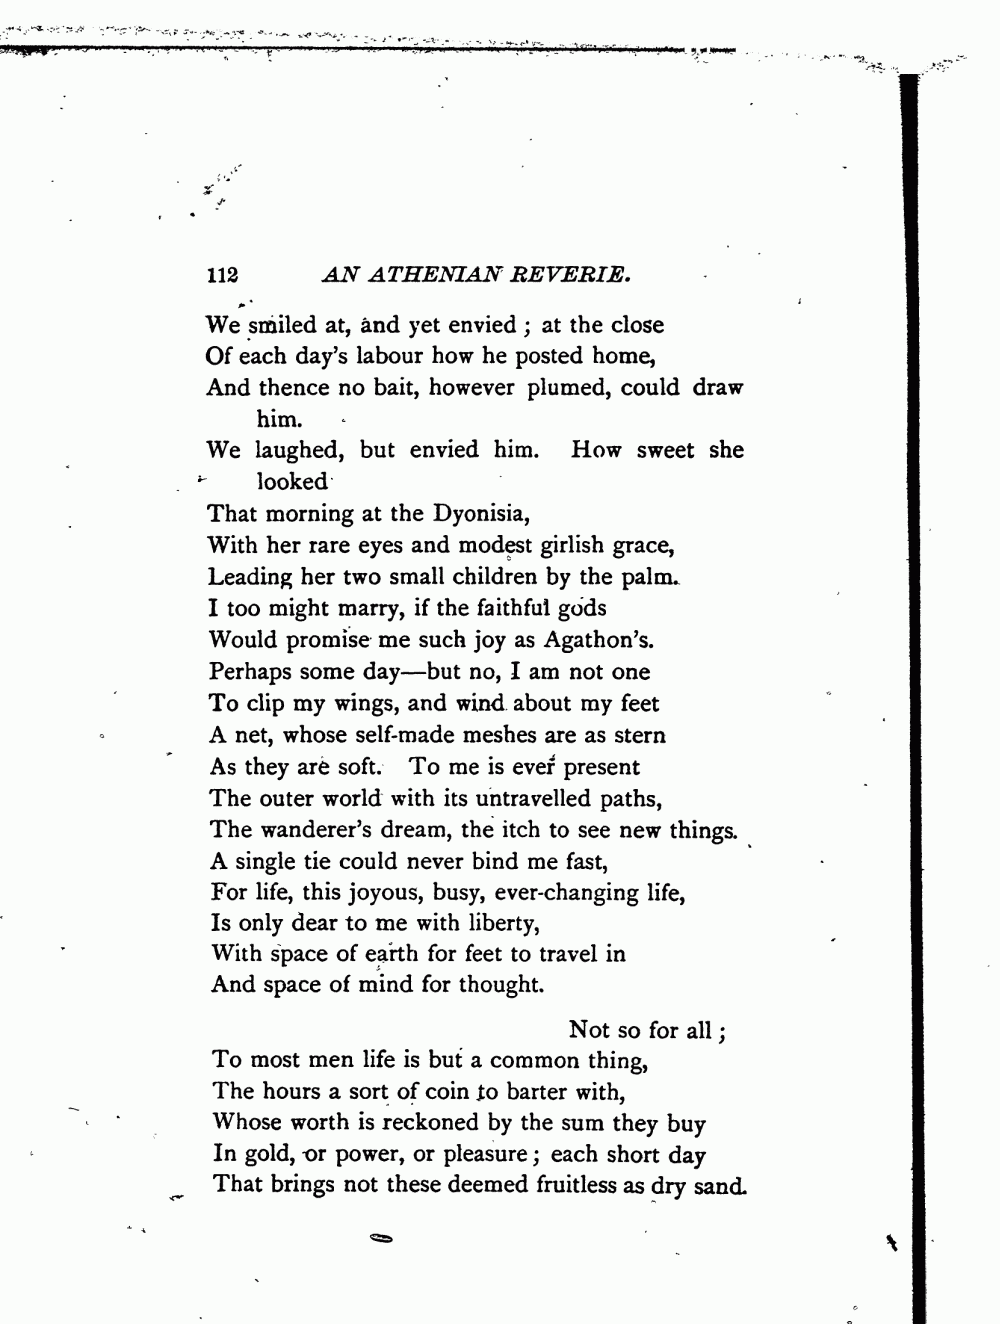 112 AN ATHENIAN REVERIE.
We smiled at, and yet envied ; at the close
Of each day's labour how he posted home,
And thence no bait, however plumed, could draw
him.
We laughed, but envied him. How sweet she
looked
That morning at the Dyonisia,
With her rare eyes and modest girlish grace,
Leading her two small children by the palm.
I too might marry, if the faithful gods
Would promise me such joy as Agathon's.
Perhaps some day—but no, I am not one
To clip my wings, and wind about my feet
A net, whose self-made meshes are as stern
As they are soft. To me is ever present
The outer world with its untravelled paths,
The wanderer's dream, the itch to see new things.
A single tie could never bind me fast,
For life, this joyous, busy, ever-changing life,
Is only dear to me with liberty,
With space of earth for feet to travel in
And space of mind for thought.
Not so for all ;
To most men life is but a common thing,
The hours a sort of coin to barter with,
Whose worth is reckoned by the sum they buy
In gold, or power, or pleasure ; each short day
That brings not these deemed fruitless as dry sand.